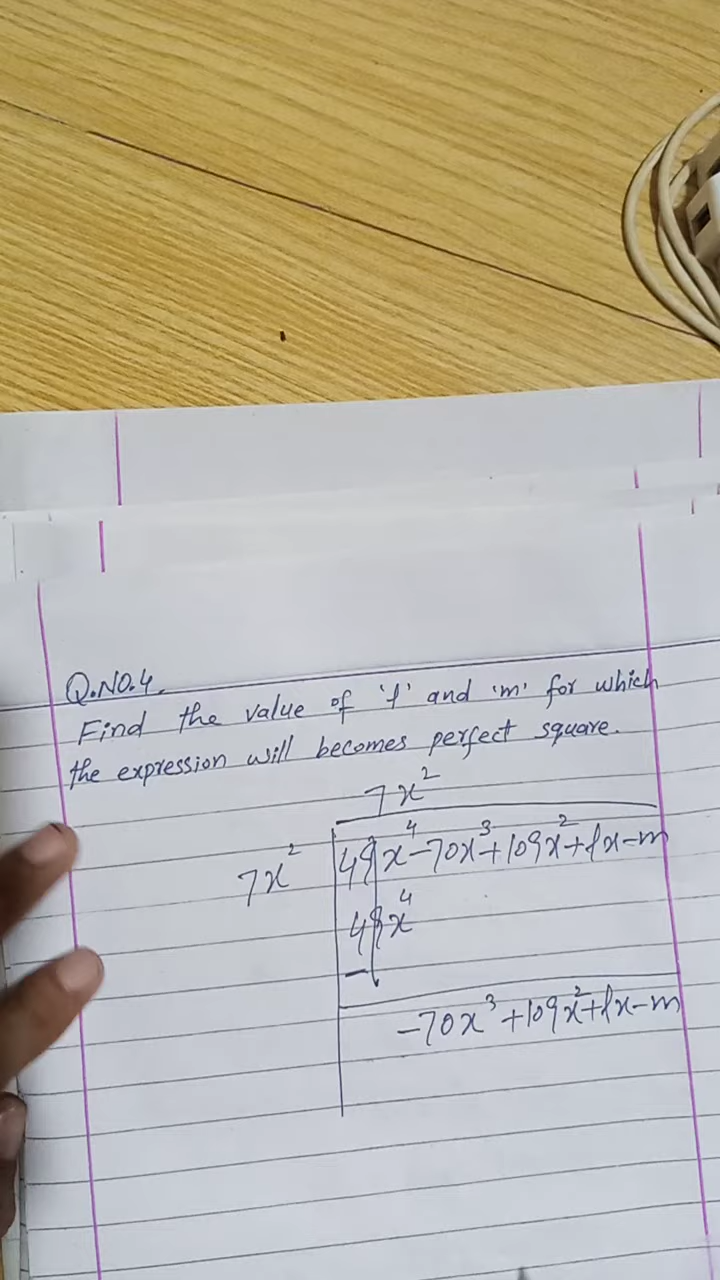 Q.NO.4.
Find the value of 'l' and 'm' for which
the expression will becomes perfect square.
7x²
7x² 49x⁴-70x³+109x²+lx-m
49x⁴
-
-70x³+109x²+lx-m